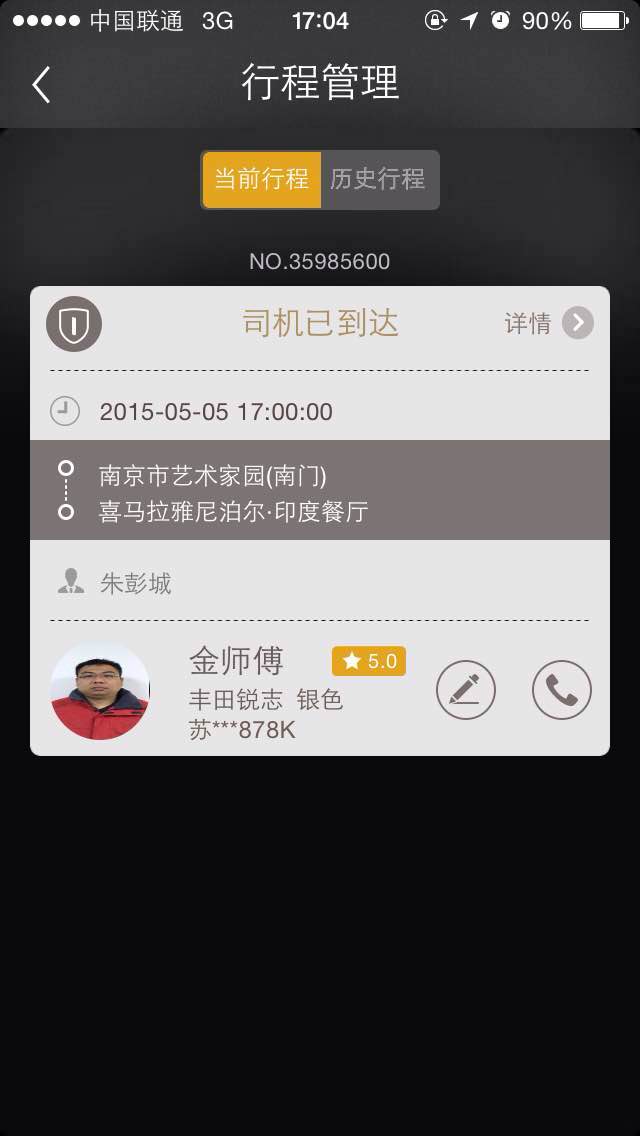 中国联通 3G 17:04 90%
行程管理
当前行程 历史行程
NO.35985600
司机已到达 详情
2015-05-05 17:00:00
南京市艺术家园(南门)
喜马拉雅尼泊尔·印度餐厅
朱彭城
金师傅 5.0
丰田锐志 银色
苏***878K